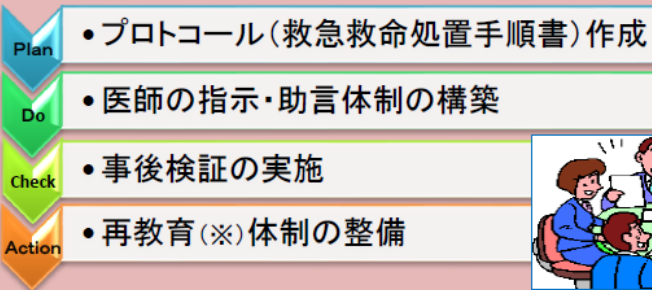 Plan
•プロトコール(救急救命処置手順書)作成
Do
•医師の指示・助言体制の構築
Check
•事後検証の実施
Action
•再教育(※)体制の整備